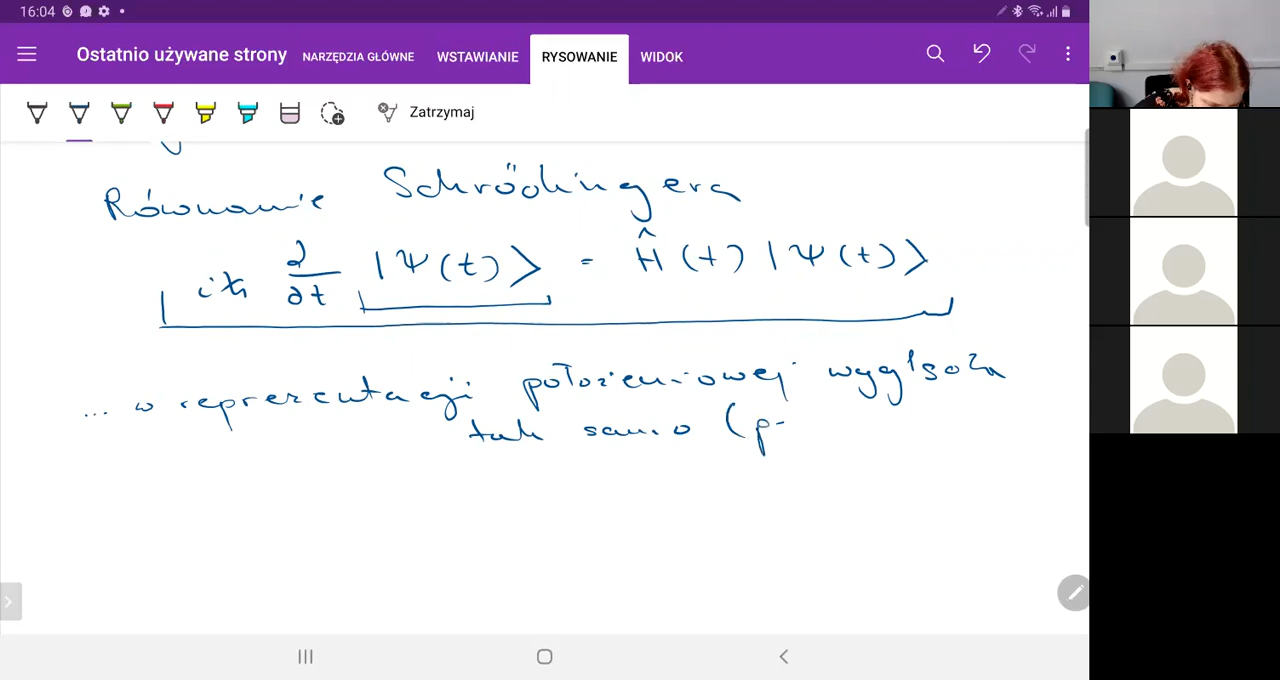 16:04
Ostatnio używane strony NARZĘDZIA GŁÓWNE WSTAWIANIE RYSOWANIE WIDOK
Zatrzymaj
Równanie Schrödingera
iħ ∂/∂t |Ψ(t)> = Ĥ(t) |Ψ(t)>
... w reprezentacji położeniowej wygląda
tak samo (p-